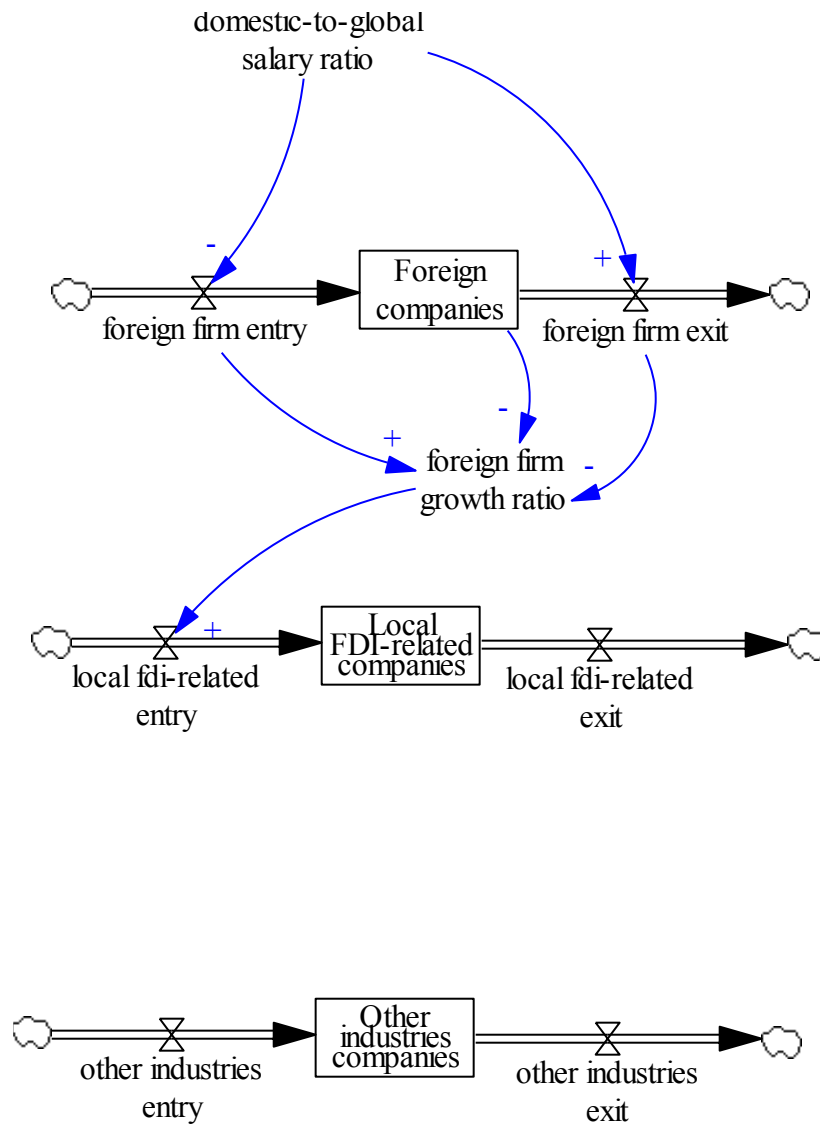 domestic-to-global
salary ratio
-
+
Foreign
companies
foreign firm entry
foreign firm exit
+
-
-
foreign firm
growth ratio
+
Local
FDI-related
companies
local fdi-related
entry
local fdi-related
exit
Other
industries
companies
other industries
entry
other industries
exit